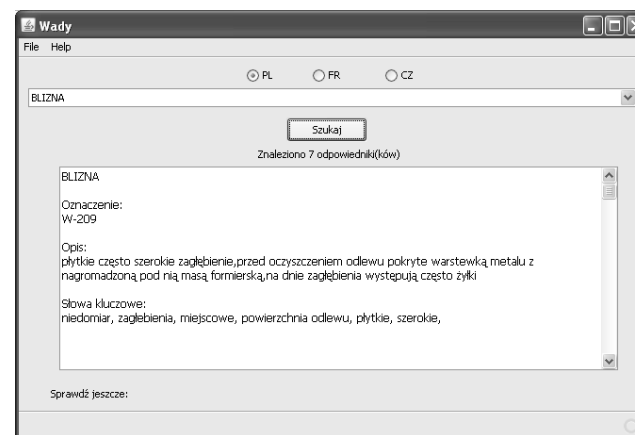 Wady
File Help
PL FR CZ
BLIZNA
Szukaj
Znaleziono 7 odpowiedniki(ków)
BLIZNA
Oznaczenie:
W-209
Opis:
płytkie często szerokie zagłębienie,przed oczyszczeniem odlewu pokryte warstewką metalu z
nagromadzoną pod nią masą formierską,na dnie zagłębienia występują często żyłki
Słowa kluczowe:
niedomiar, zagłebienia, miejscowe, powierzchnia odlewu, płytkie, szerokie,
Sprawdź jeszcze: